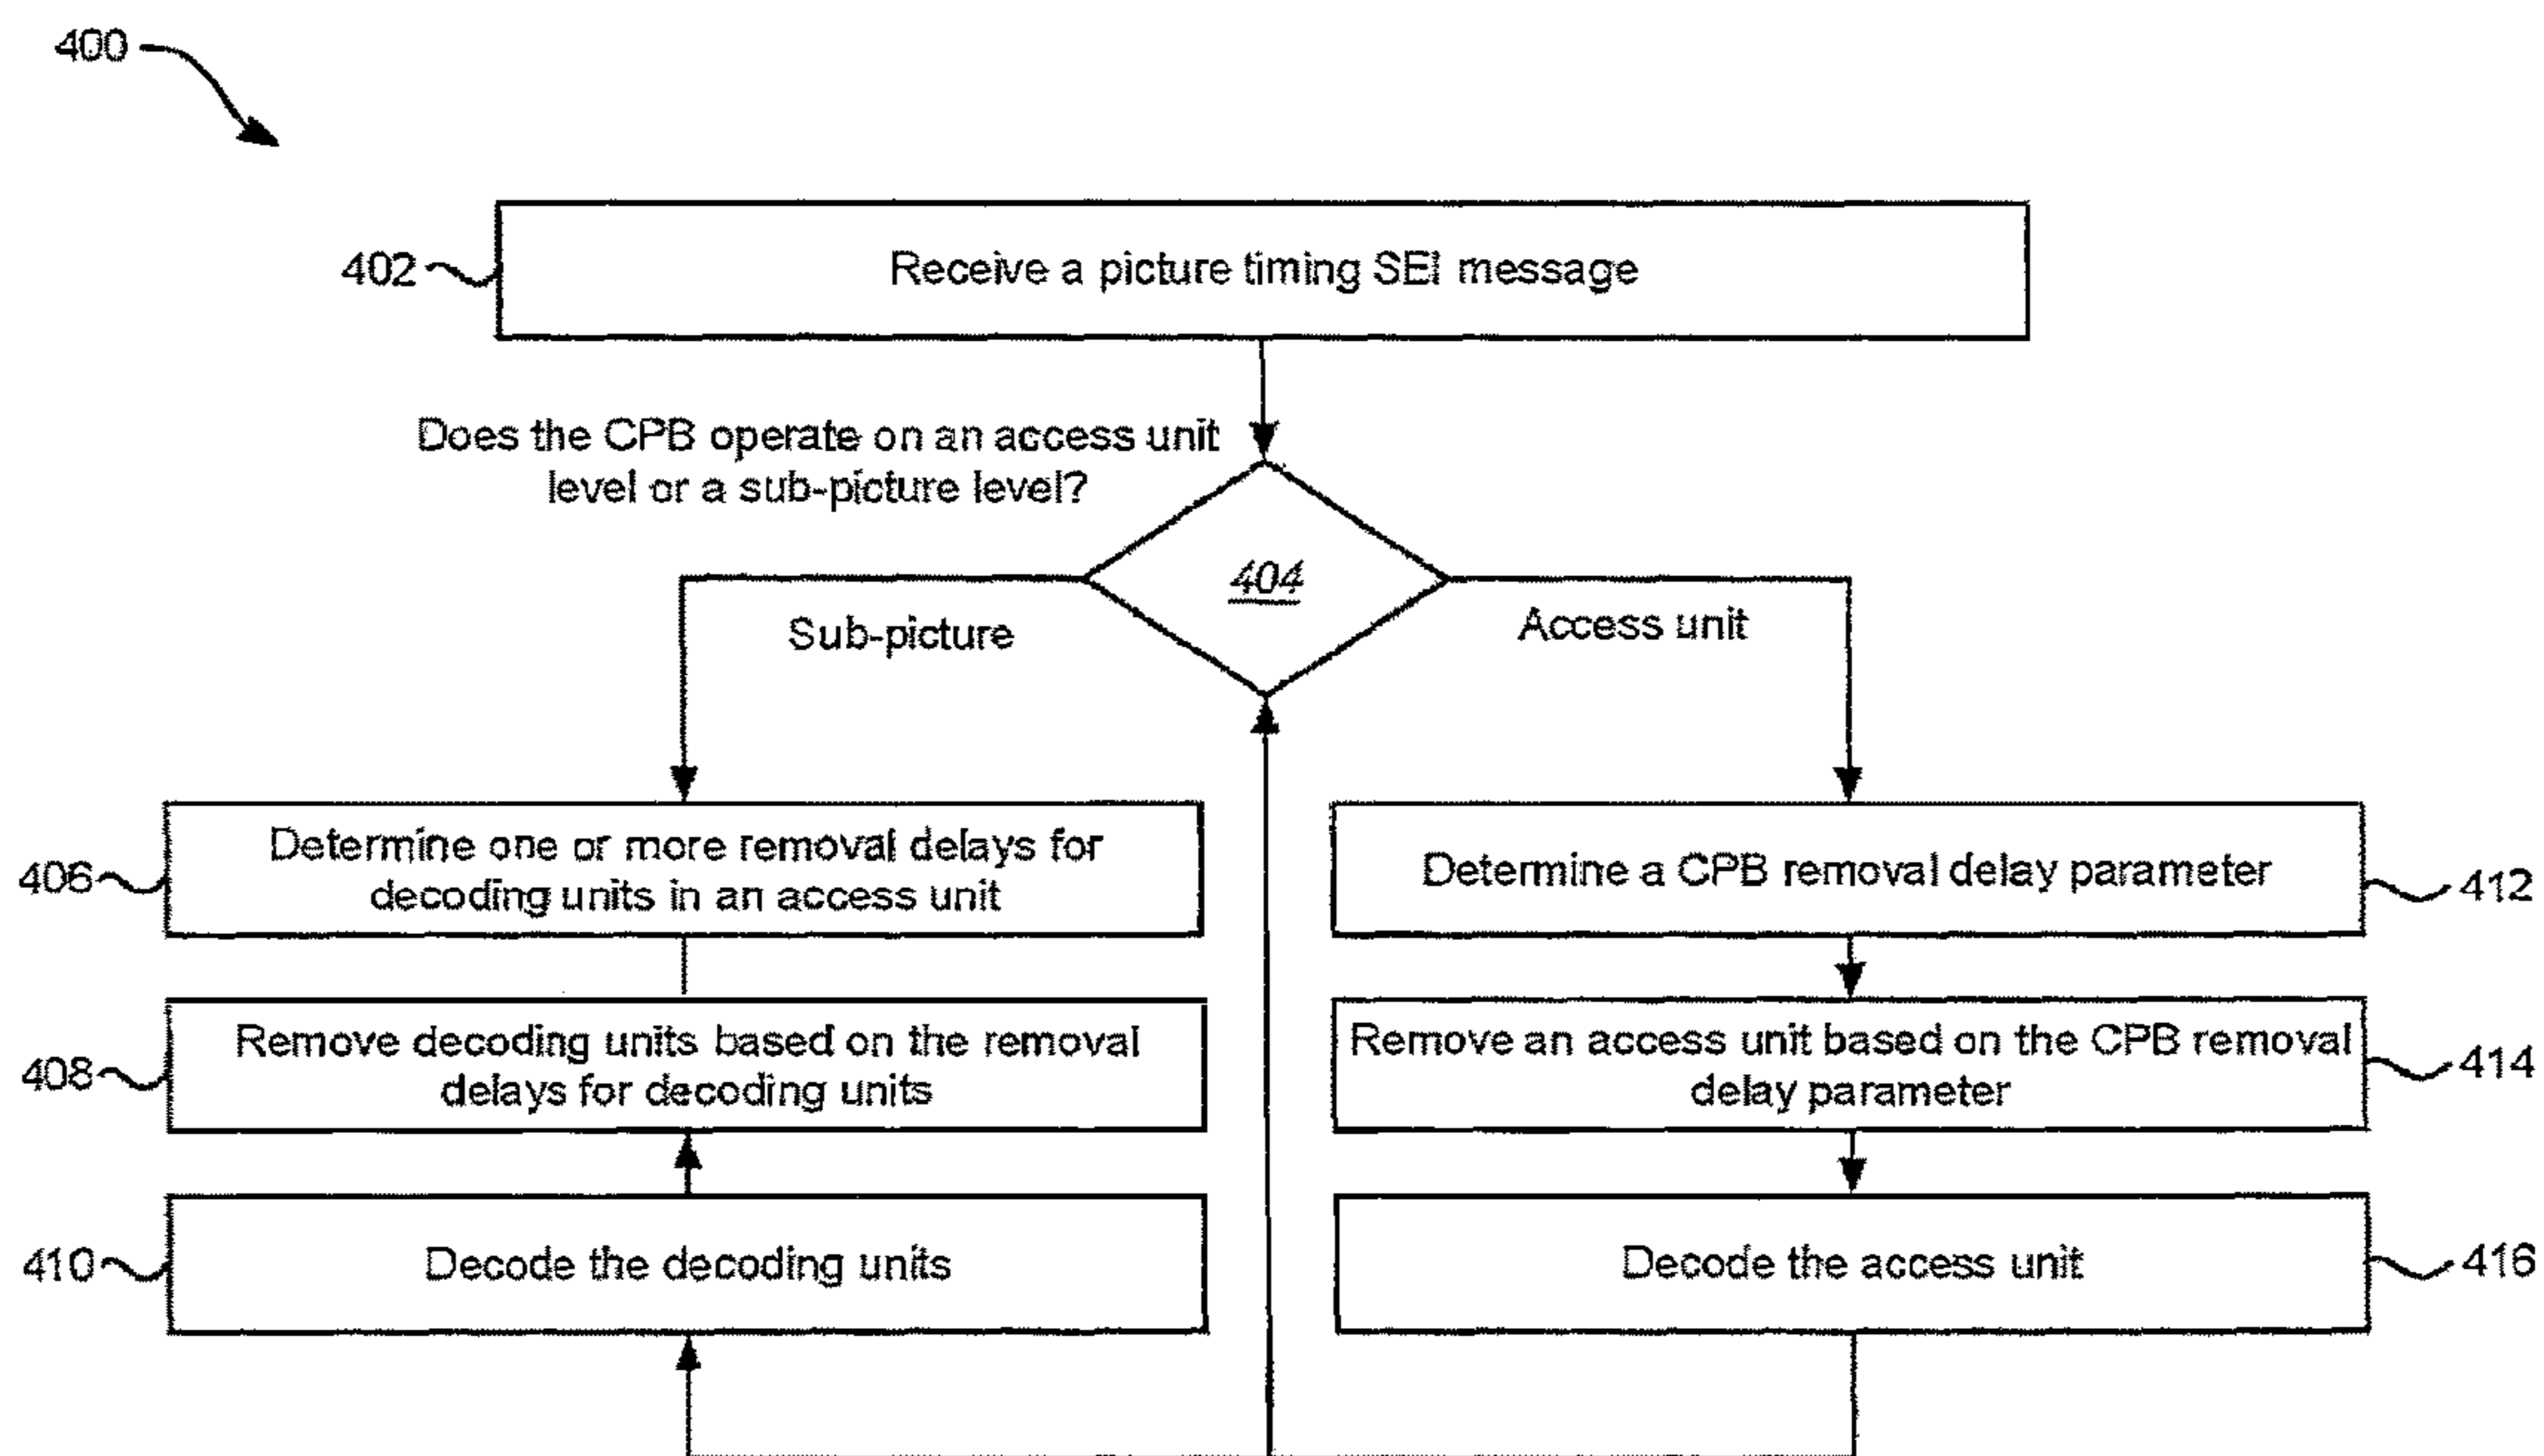 400
402
Receive a picture timing SEI message
Does the CPB operate on an access unit
level or a sub-picture level?
404
Sub-picture
Access unit
406
Determine one or more removal delays for
decoding units in an access unit
Determine a CPB removal delay parameter
412
408
Remove decoding units based on the removal
delays for decoding units
Remove an access unit based on the CPB removal
delay parameter
414
410
Decode the decoding units
Decode the access unit
416